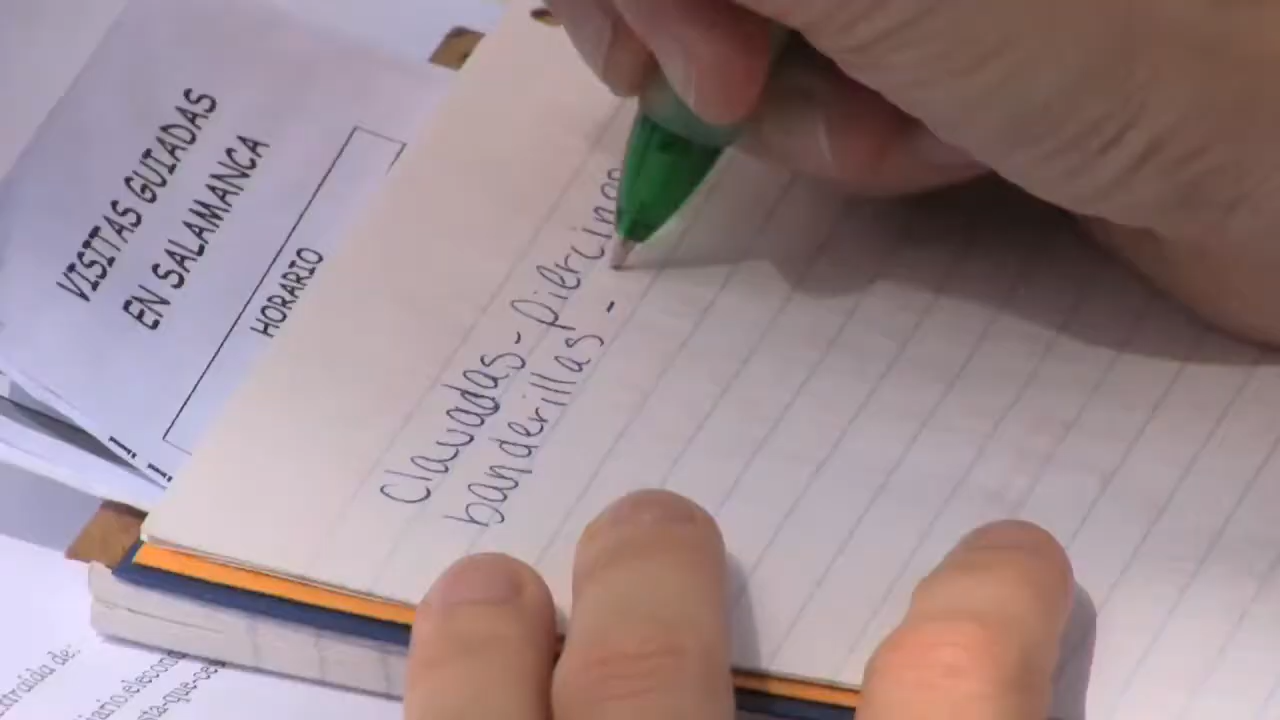 VISITAS GUIADAS
EN SALAMANCA
HORARIO
Clavadas - piercings
banderillas -